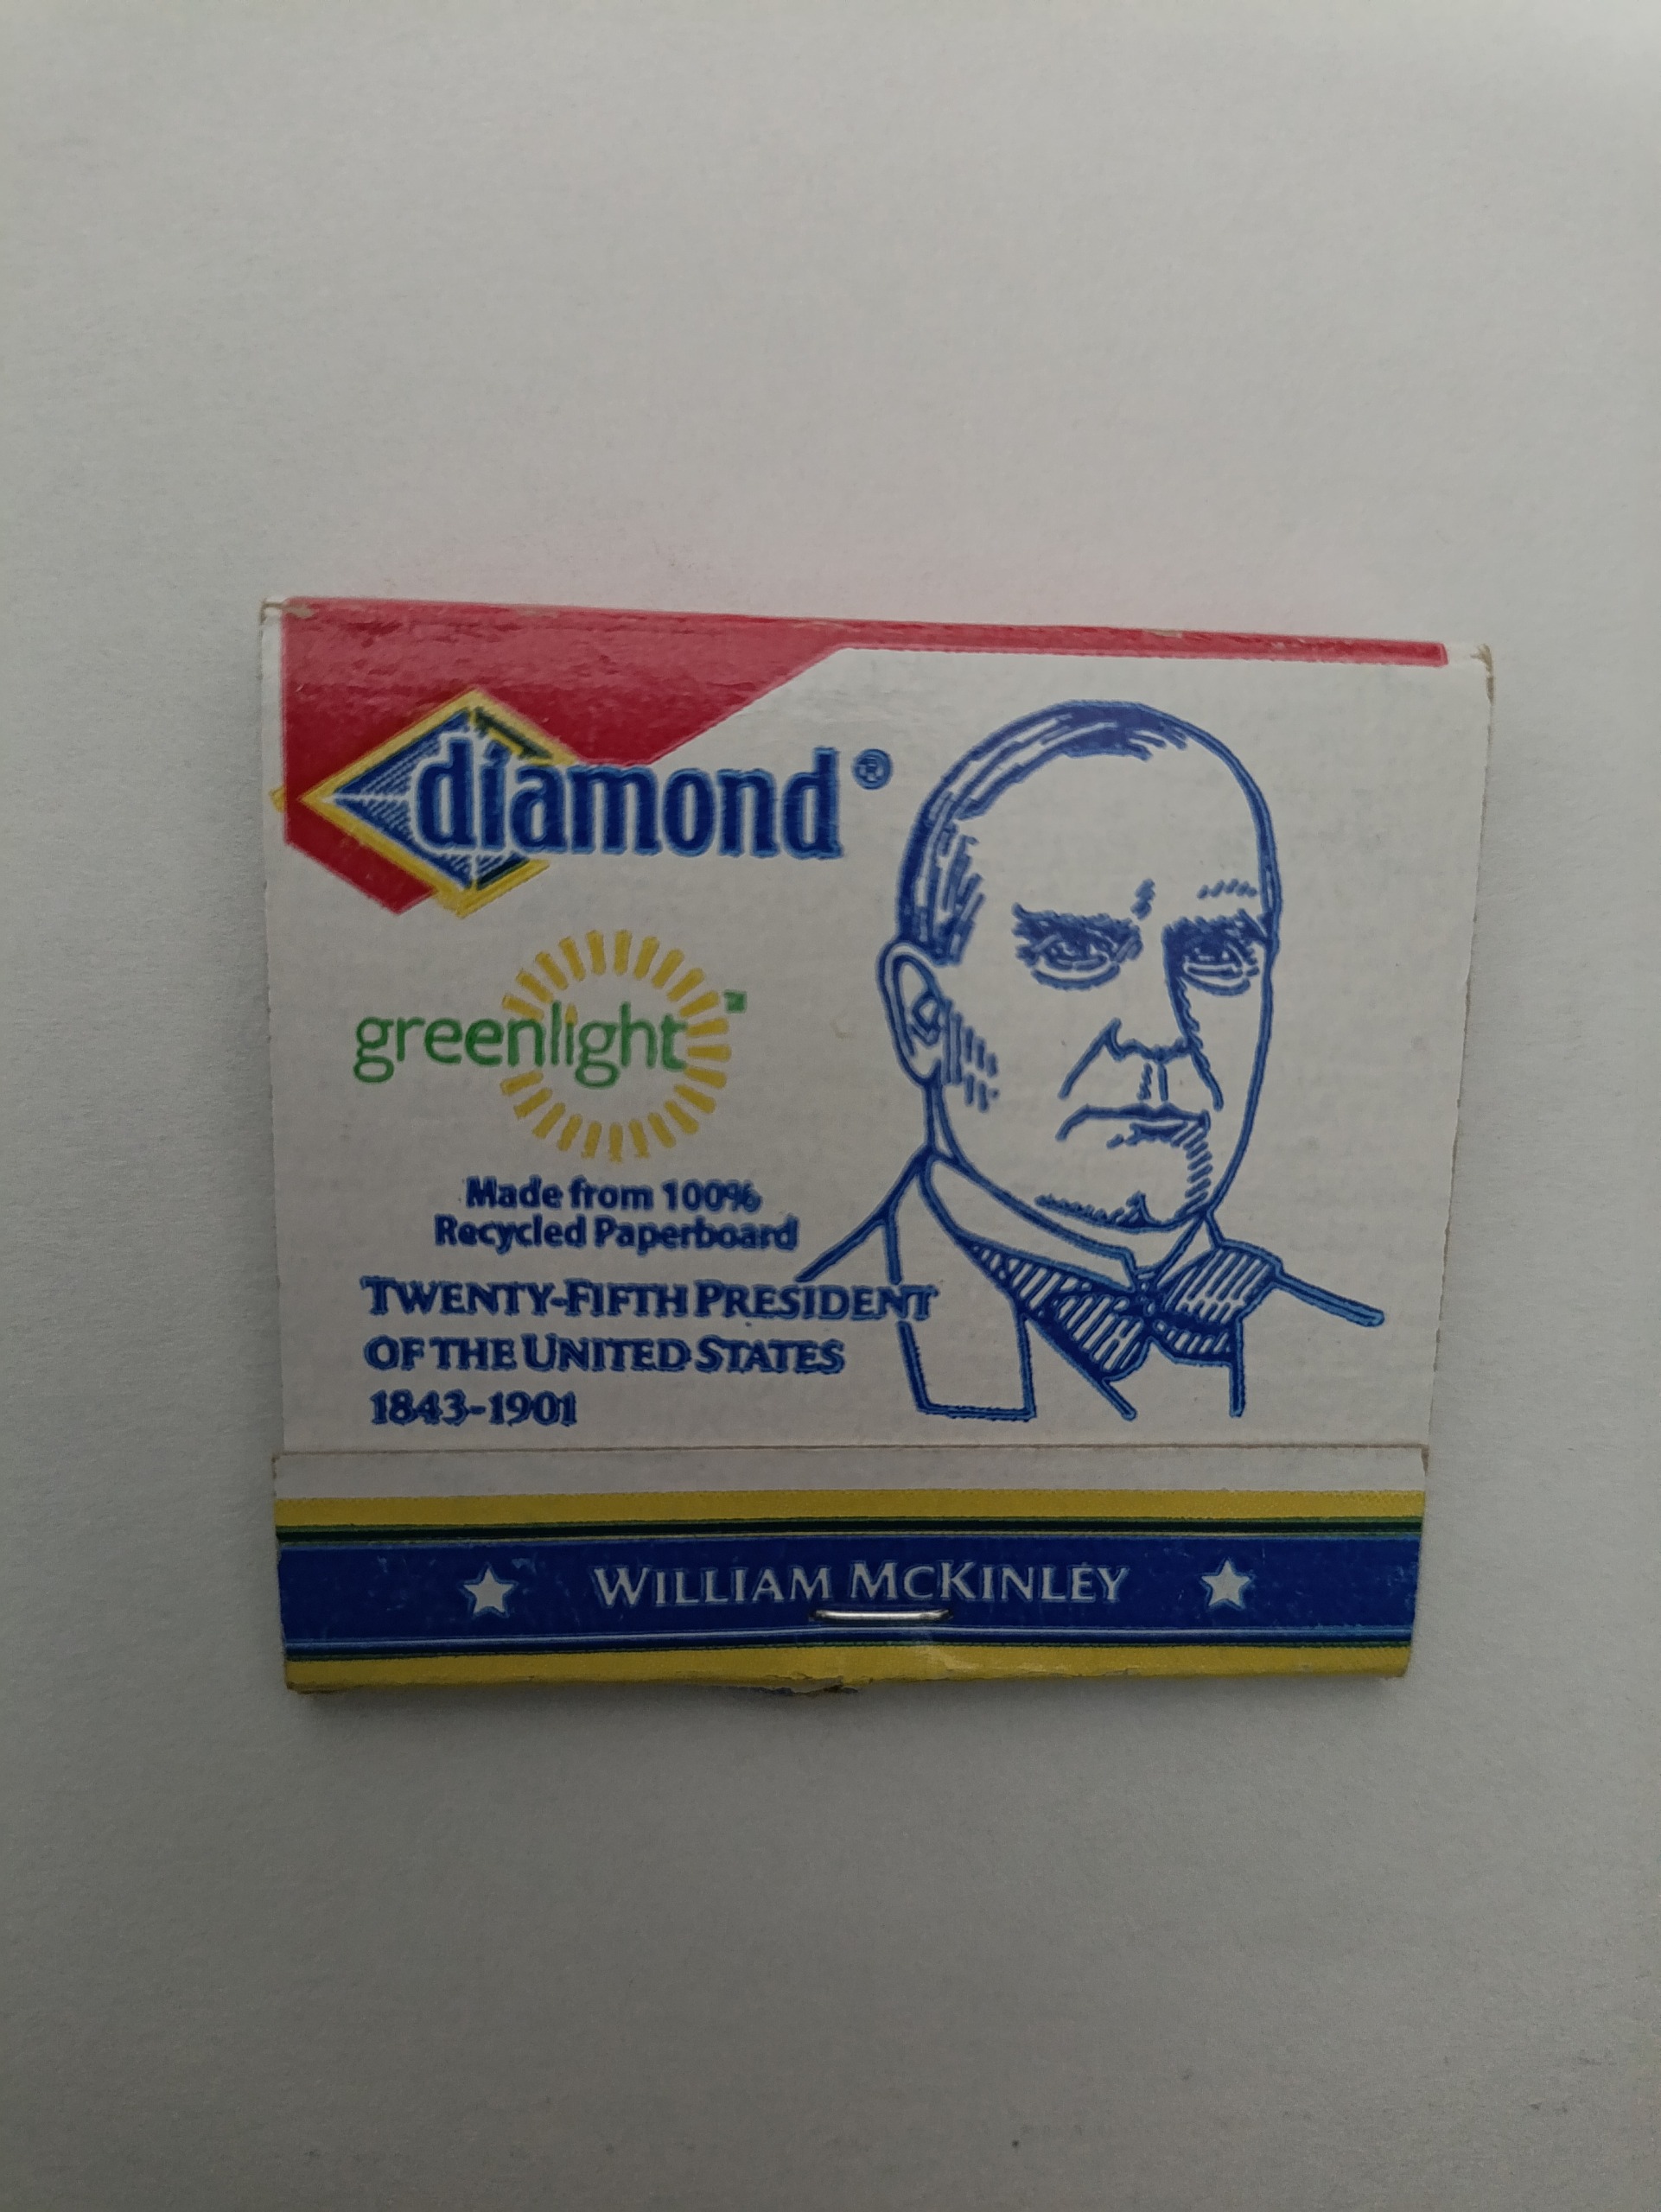 diamond®
greenlight™
Made from 100%
Recycled Paperboard
TWENTY-FIFTH PRESIDENT
OF THE UNITED STATES
1843-1901
WILLIAM MCKINLEY